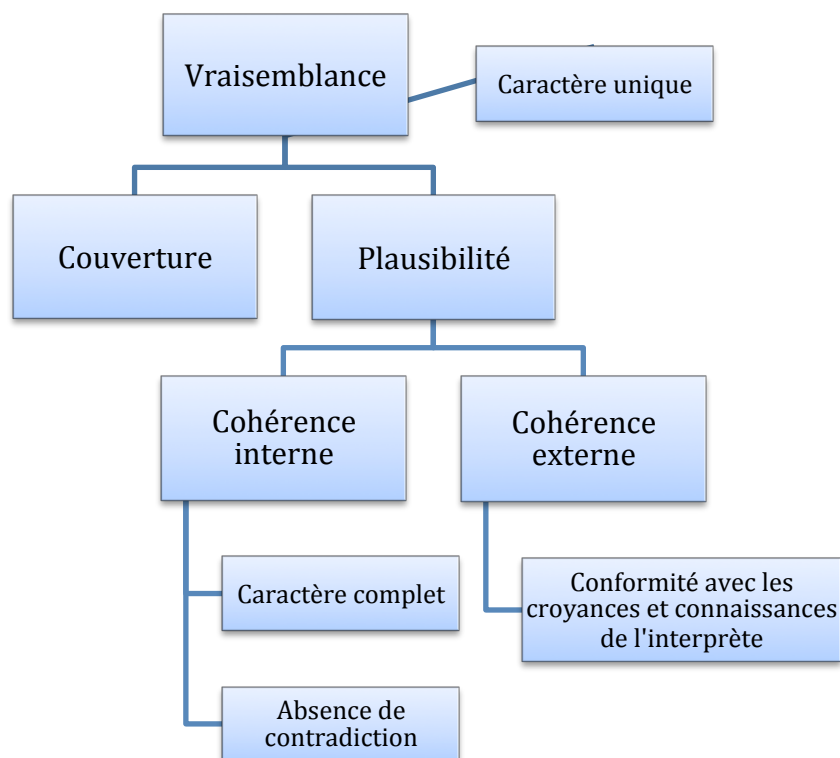 Vraisemblance
Caractère unique
Couverture
Plausibilité
Cohérence
interne
Cohérence
externe
Caractère complet
Conformité avec les
croyances et connaissances
de l'interprète
Absence de
contradiction